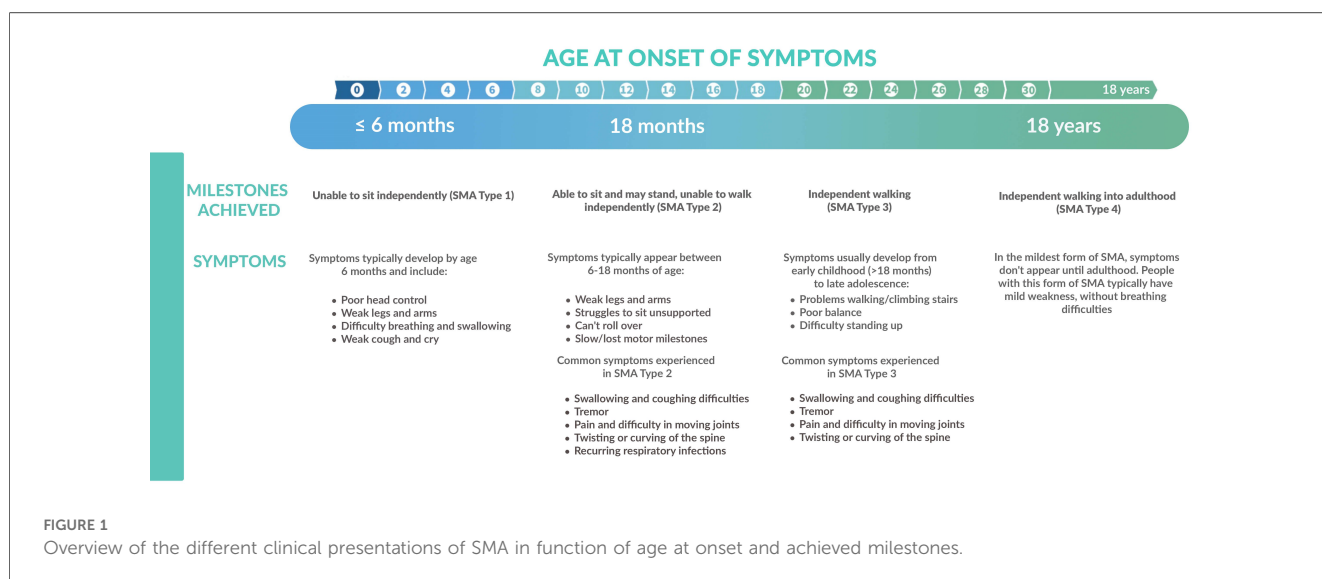 AGE AT ONSET OF SYMPTOMS
0 2 4 6 8 10 12 14 16 18 20 22 24 26 28 30 18 years
≤ 6 months 18 months 18 years
MILESTONES
ACHIEVED
Unable to sit independently (SMA Type 1)
Able to sit and may stand, unable to walk
independently (SMA Type 2)
Independent walking
(SMA Type 3)
Independent walking into adulthood
(SMA Type 4)
SYMPTOMS
Symptoms typically develop by age
6 months and include:
• Poor head control
• Weak legs and arms
• Difficulty breathing and swallowing
• Weak cough and cry
Symptoms typically appear between
6-18 months of age:
• Weak legs and arms
• Struggles to sit unsupported
• Can't roll over
• Slow/lost motor milestones
Common symptoms experienced
in SMA Type 2
• Swallowing and coughing difficulties
• Tremor
• Pain and difficulty in moving joints
• Twisting or curving of the spine
• Recurring respiratory infections
Symptoms usually develop from
early childhood (>18 months)
to late adolescence:
• Problems walking/climbing stairs
• Poor balance
• Difficulty standing up
Common symptoms experienced
in SMA Type 3
• Swallowing and coughing difficulties
• Tremor
• Pain and difficulty in moving joints
• Twisting or curving of the spine
In the mildest form of SMA, symptoms
don't appear until adulthood. People
with this form of SMA typically have
mild weakness, without breathing
difficulties
FIGURE 1
Overview of the different clinical presentations of SMA in function of age at onset and achieved milestones.